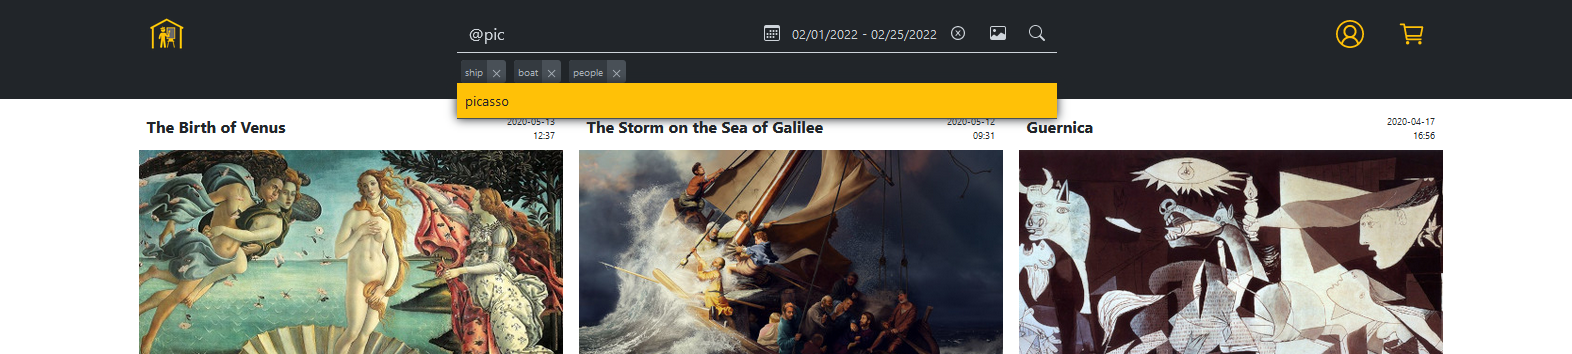 @pic
02/01/2022 - 02/25/2022
ship
boat
people
picasso
The Birth of Venus
2020-05-13
12:37
The Storm on the Sea of Galilee
2020-05-12
09:31
Guernica
2020-04-17
16:56